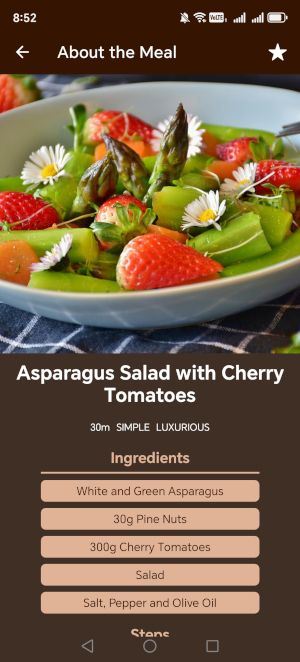 8:52
VoLTE
About the Meal
Asparagus Salad with Cherry
Tomatoes
30m SIMPLE LUXURIOUS
Ingredients
White and Green Asparagus
30g Pine Nuts
300g Cherry Tomatoes
Salad
Salt, Pepper and Olive Oil
Steps